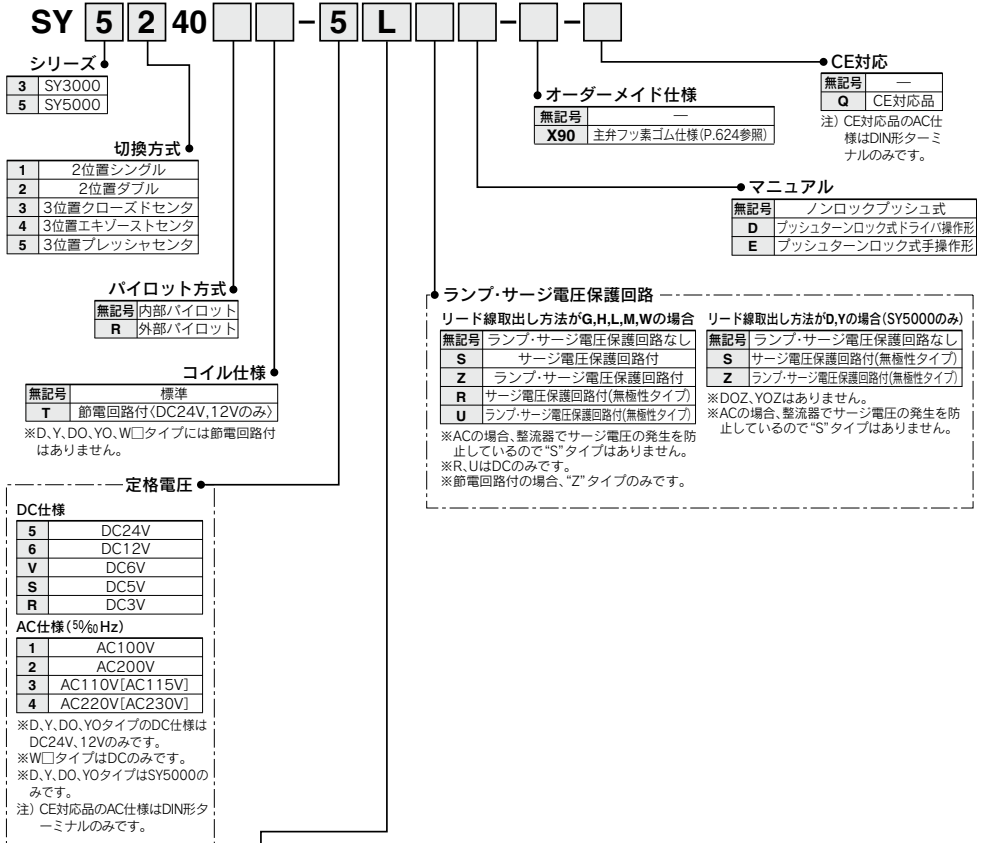 SY 5 2 40 □ □ - 5 L □ □ - □ - □
シリーズ
3 SY3000
5 SY5000
切換方式
1 2位置シングル
2 2位置ダブル
3 3位置クローズドセンタ
4 3位置エキゾーストセンタ
5 3位置プレッシャセンタ
パイロット方式
無記号 内部パイロット
R 外部パイロット
コイル仕様
無記号 標準
T 節電回路付〈DC24V,12Vのみ〉
※D、Y、DO、YO、W□タイプには節電回路付
はありません。
定格電圧
DC仕様
5 DC24V
6 DC12V
V DC6V
S DC5V
R DC3V
AC仕様(50/60Hz)
1 AC100V
2 AC200V
3 AC110V[AC115V]
4 AC220V[AC230V]
※D、Y、DO、YOタイプのDC仕様は
DC24V、12Vのみです。
※W□タイプはDCのみです。
※D、Y、DO、YOタイプはSY5000の
みです。
注) CE対応品のAC仕様はDIN形タ
ーミナルのみです。
CE対応
無記号 —
Q CE対応品
注) CE対応品のAC仕
様はDIN形ターミ
ナルのみです。
オーダーメイド仕様
無記号 —
X90 主弁フッ素ゴム仕様(P.624参照)
マニュアル
無記号 ノンロックプッシュ式
D プッシュターンロック式ドライバ操作形
E プッシュターンロック式手操作形
ランプ・サージ電圧保護回路
リード線取出し方法がG,H,L,M,Wの場合
無記号 ランプ・サージ電圧保護回路なし
S サージ電圧保護回路付
Z ランプ・サージ電圧保護回路付
R サージ電圧保護回路付(無極性タイプ)
U ランプ・サージ電圧保護回路付(無極性タイプ)
※ACの場合、整流器でサージ電圧の発生を防
止しているので"S"タイプはありません。
※R、UはDCのみです。
※節電回路付の場合、"Z"タイプのみです。
リード線取出し方法がD,Yの場合(SY5000のみ)
無記号 ランプ・サージ電圧保護回路なし
S サージ電圧保護回路付(無極性タイプ)
Z ランプ・サージ電圧保護回路付(無極性タイプ)
※DOZ、YOZはありません。
※ACの場合、整流器でサージ電圧の発生を防
止しているので"S"タイプはありません。